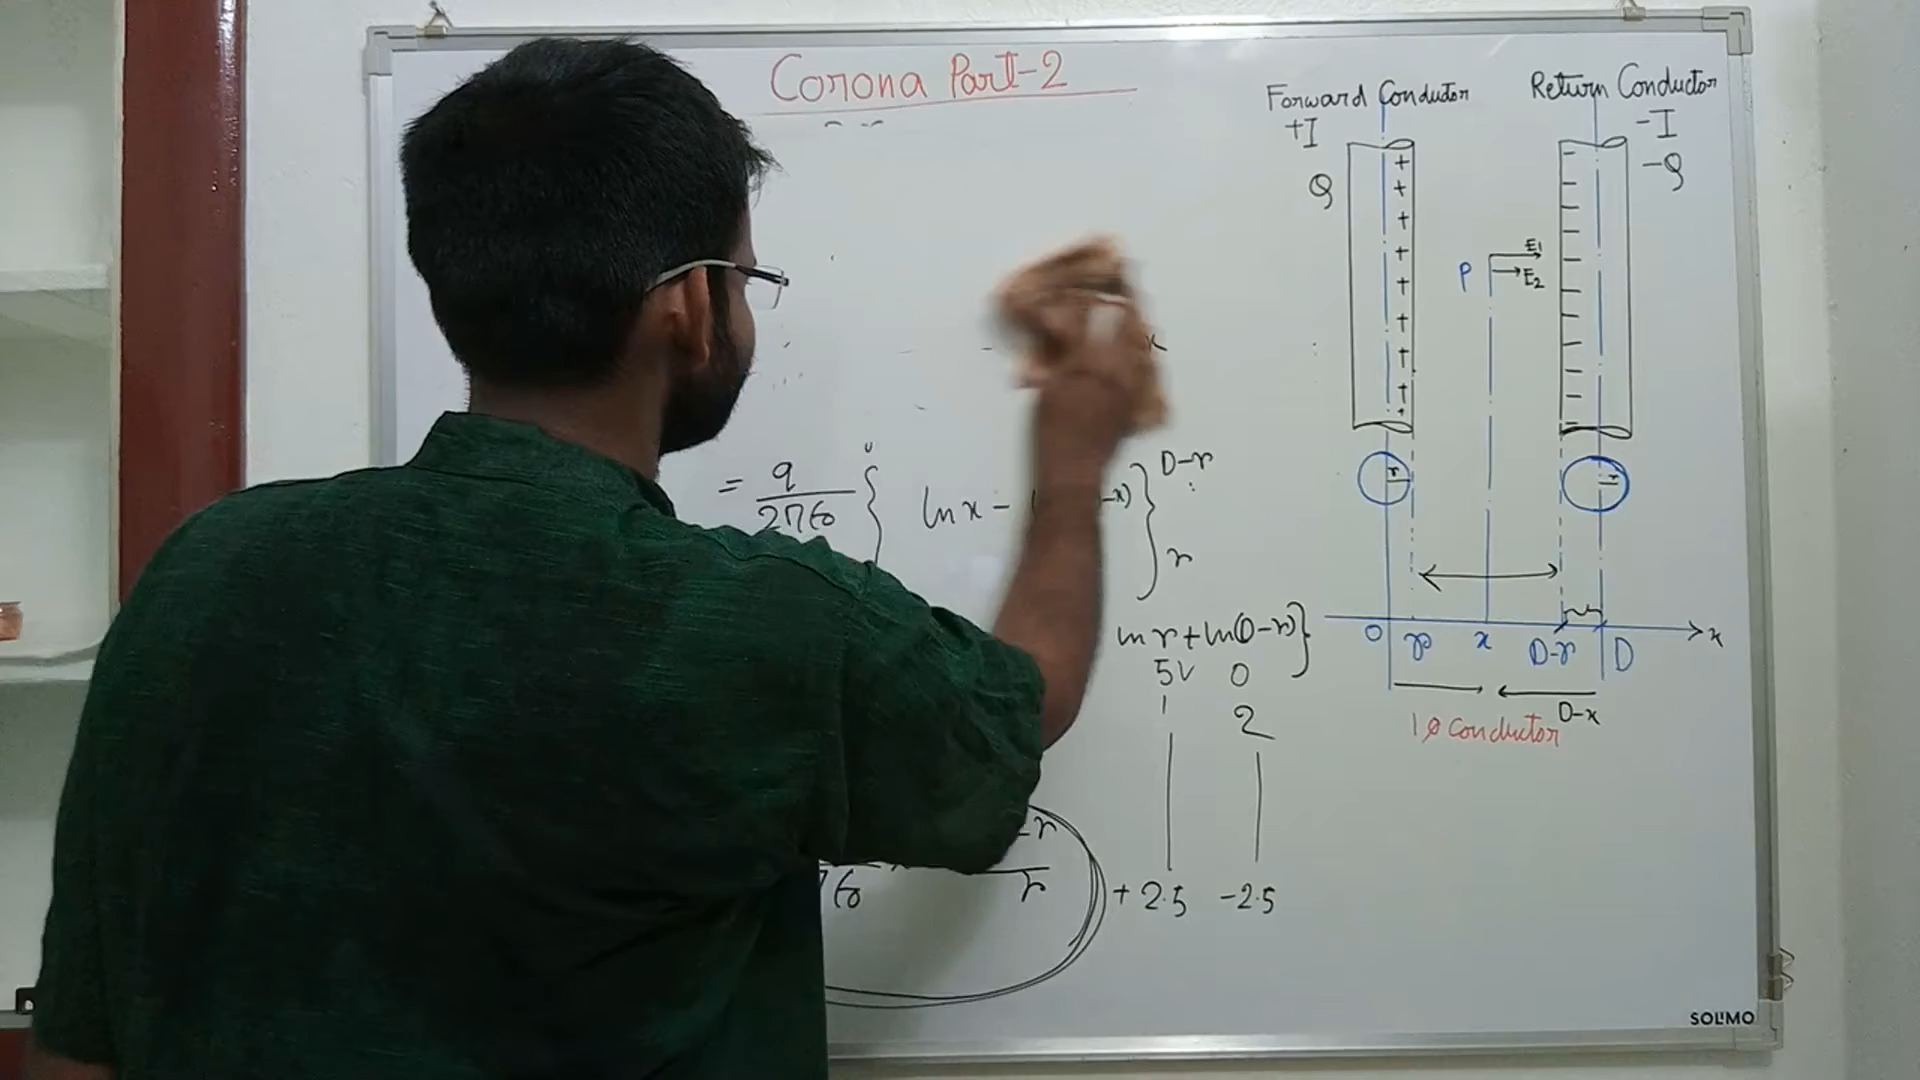 Corona Part-2
Forward Conductor
+I
Q
Return Conductor
-I
-Q
+
+
+
+
+
+
+
+
+
P
E1
E2
r
r
= q
2πε0
{ ln x - (-x) } D-r
r
ln r + ln(D-r)}
5V 0
1 2
-r
πε0
r
+2.5 -2.5
0 r x D-r D x
D-x
1φ conductor
SOLIMO